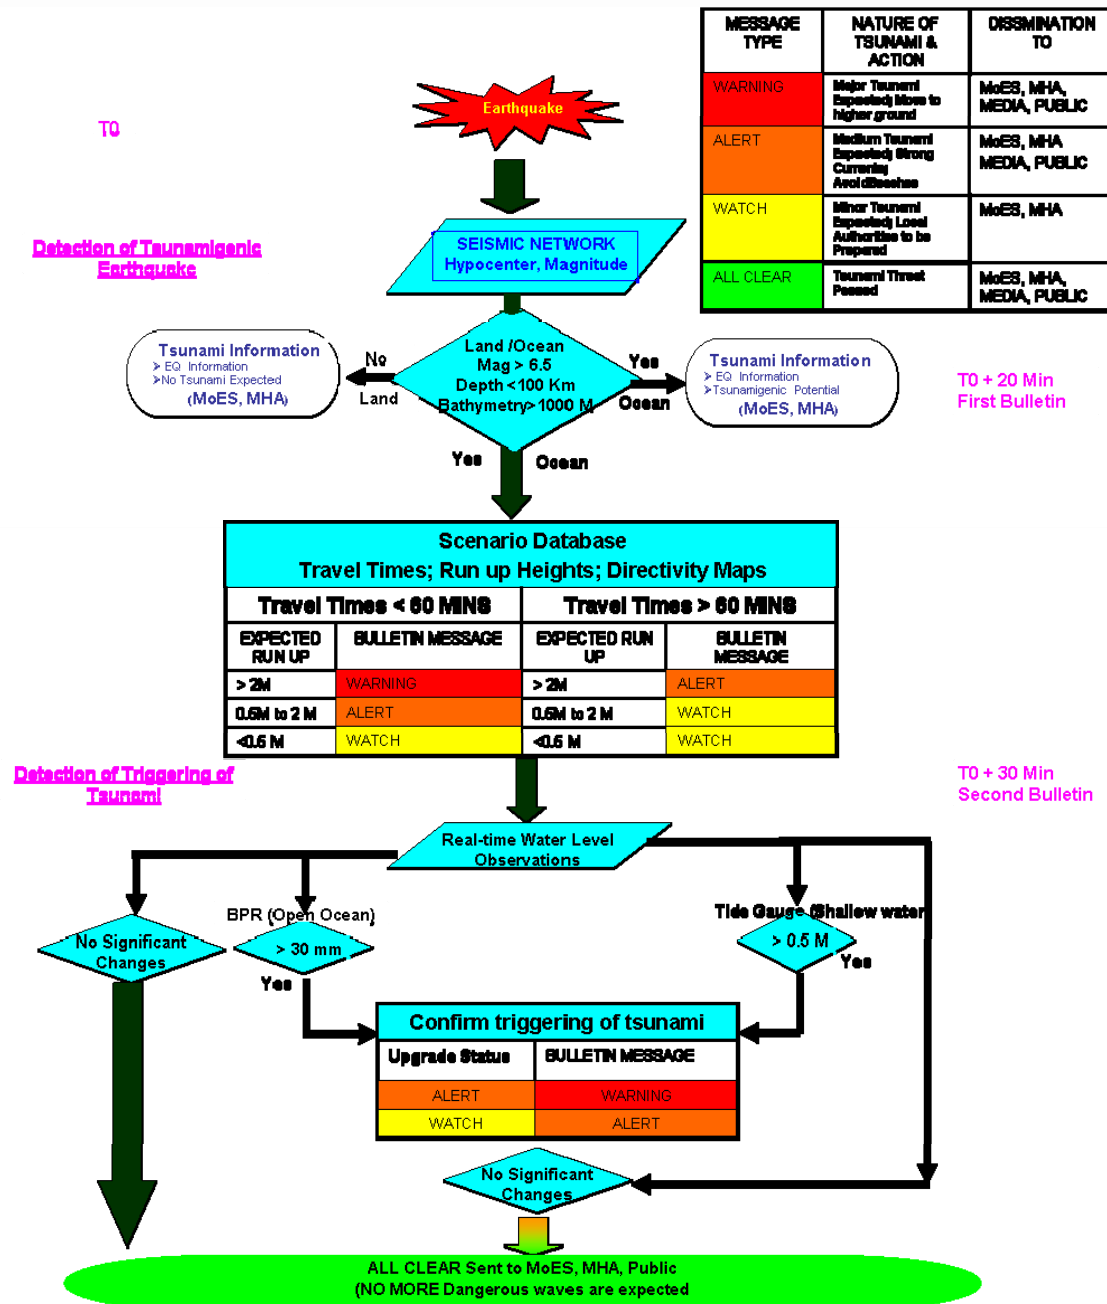 MESSAGE TYPE
NATURE OF TSUNAMI & ACTION
DISSMINATION TO
WARNING
Major Tsunami Expected; Move to higher ground
MoES, MHA, MEDIA, PUBLIC
ALERT
Medium Tsunami Expected; Strong Currents; AvoidBeaches
MoES, MHA MEDIA, PUBLIC
WATCH
Minor Tsunami Expected; Local Authorities to be Prepared
MoES, MHA
ALL CLEAR
Tsunami Threat Passed
MoES, MHA, MEDIA, PUBLIC
Earthquake
T0
Detection of Tsunamigenic
Earthquake
SEISMIC NETWORK
Hypocenter, Magnitude
Tsunami Information
EQ Information
No Tsunami Expected
(MoES, MHA)
No
Land
Land /Ocean
Mag > 6.5
Depth <100 Km
Bathymetry>1000 M
Yes
Ocean
Tsunami Information
EQ Information
Tsunamigenic Potential
(MoES, MHA)
T0 + 20 Min
First Bulletin
Yes
Ocean
Scenario Database
Travel Times; Run up Heights; Directivity Maps
Travel Times < 60 MINS
Travel Times > 60 MINS
EXPECTED RUN UP
BULLETIN MESSAGE
EXPECTED RUN UP
BULLETIN MESSAGE
> 2M
WARNING
> 2M
ALERT
0.5M to 2 M
ALERT
0.5M to 2 M
WATCH
<0.5 M
WATCH
<0.5 M
WATCH
Detection of Triggering of
Tsunami
T0 + 30 Min
Second Bulletin
Real-time Water Level
Observations
BPR (Open Ocean)
Tide Gauge (Shallow water
No Significant
Changes
> 30 mm
> 0.5 M
Yes
Yes
Confirm triggering of tsunami
Upgrade Status
BULLETIN MESSAGE
ALERT
WARNING
WATCH
ALERT
No Significant
Changes
ALL CLEAR Sent to MoES, MHA, Public
(NO MORE Dangerous waves are expected